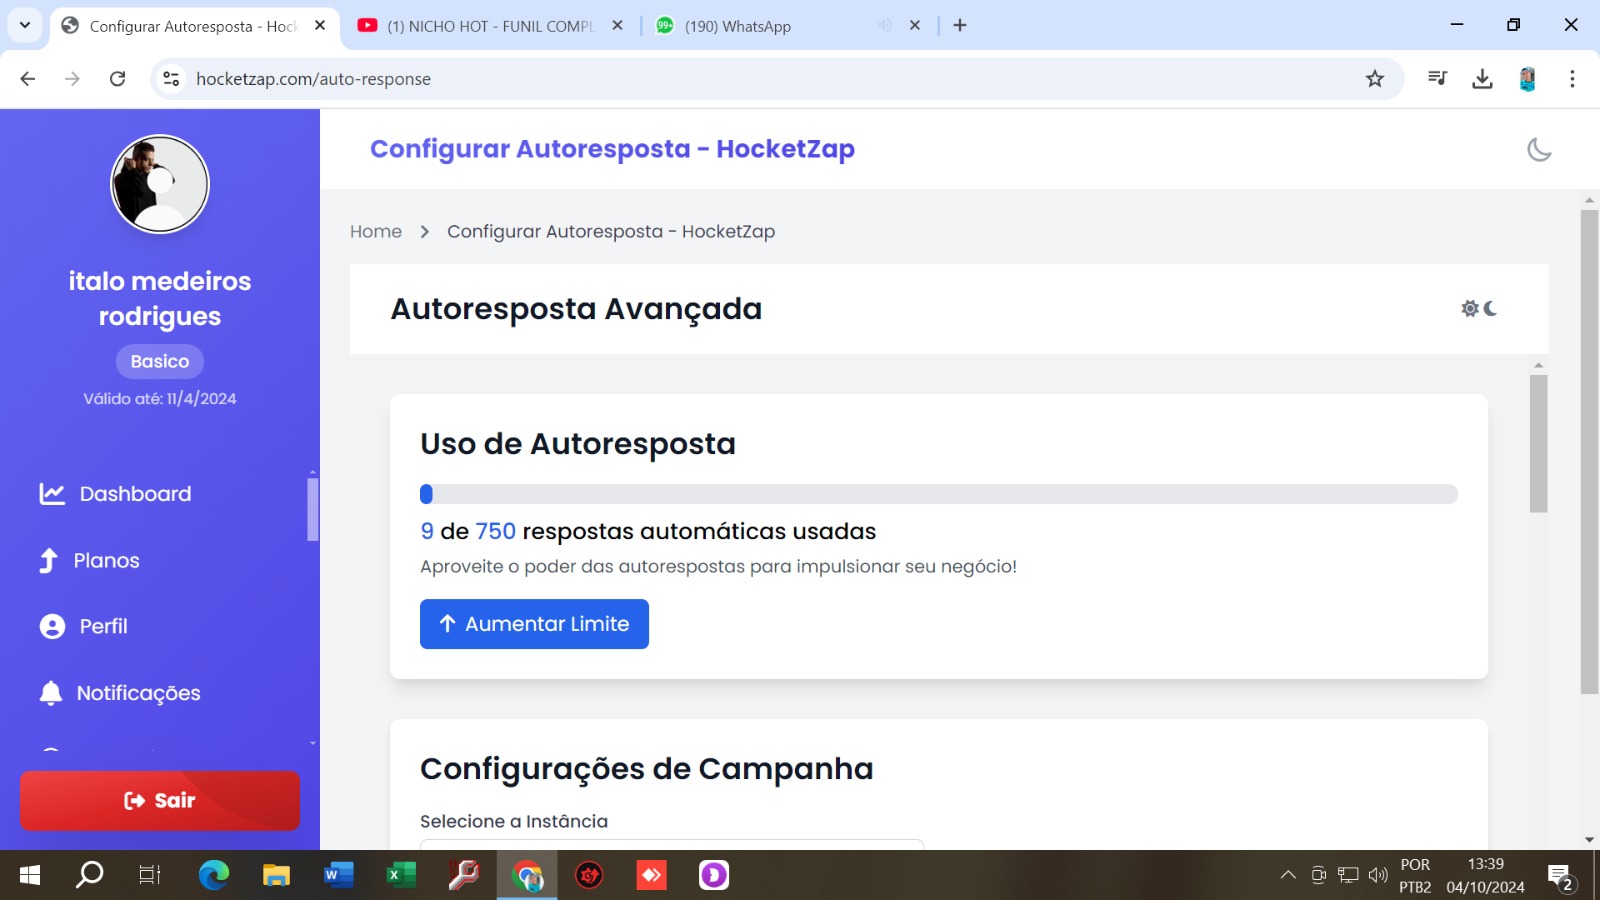 Configurar Autoresposta - Hock
(1) NICHO HOT - FUNIL COMPL
99+
(190) WhatsApp
hocketzap.com/auto-response
italo medeiros
rodrigues
Basico
Válido até: 11/4/2024
Dashboard
Planos
Perfil
Notificações
Sair
Configurar Autoresposta - HocketZap
Home
Configurar Autoresposta - HocketZap
Autoresposta Avançada
Uso de Autoresposta
9 de 750 respostas automáticas usadas
Aproveite o poder das autorespostas para impulsionar seu negócio!
Aumentar Limite
Configurações de Campanha
Selecione a Instância
POR
PTB2
13:39
04/10/2024
2